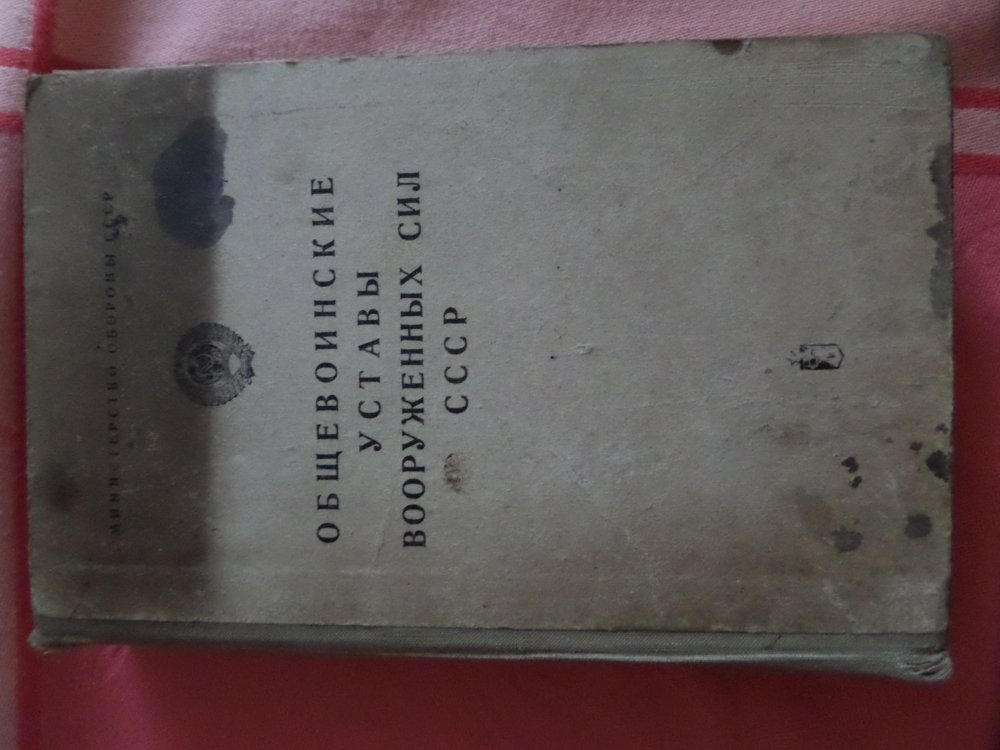 МИНИСТЕРСТВО ОБОРОНЫ СССР
ОБЩЕВОИНСКИЕ
УСТАВЫ
ВООРУЖЕННЫХ СИЛ
СССР